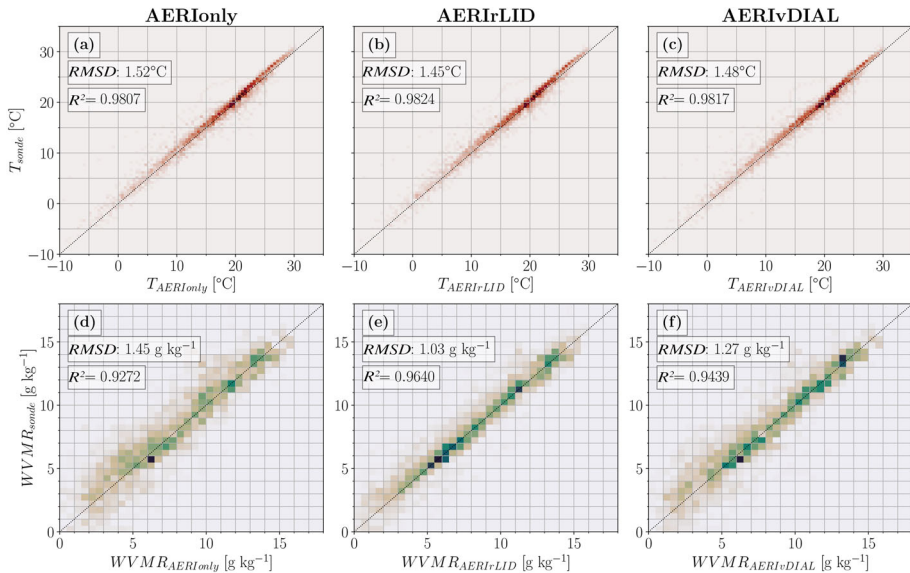 AERIonly AERIrLID AERIvDIAL
(a) (b) (c)
30
RMSD: 1.52°C RMSD: 1.45°C RMSD: 1.48°C
R²= 0.9807 R²= 0.9824 R²= 0.9817
20
T_sonde [°C]
10
0
−10
−10 0 10 20 30 −10 0 10 20 30 −10 0 10 20 30
T_AERIonly [°C] T_AERIrLID [°C] T_AERIvDIAL [°C]
(d) (e) (f)
15
RMSD: 1.45 g kg⁻¹ RMSD: 1.03 g kg⁻¹ RMSD: 1.27 g kg⁻¹
R²= 0.9272 R²= 0.9640 R²= 0.9439
10
WVMR_sonde [g kg⁻¹]
5
0
0 5 10 15 0 5 10 15 0 5 10 15
WVMR_AERIonly [g kg⁻¹] WVMR_AERIrLID [g kg⁻¹] WVMR_AERIvDIAL [g kg⁻¹]